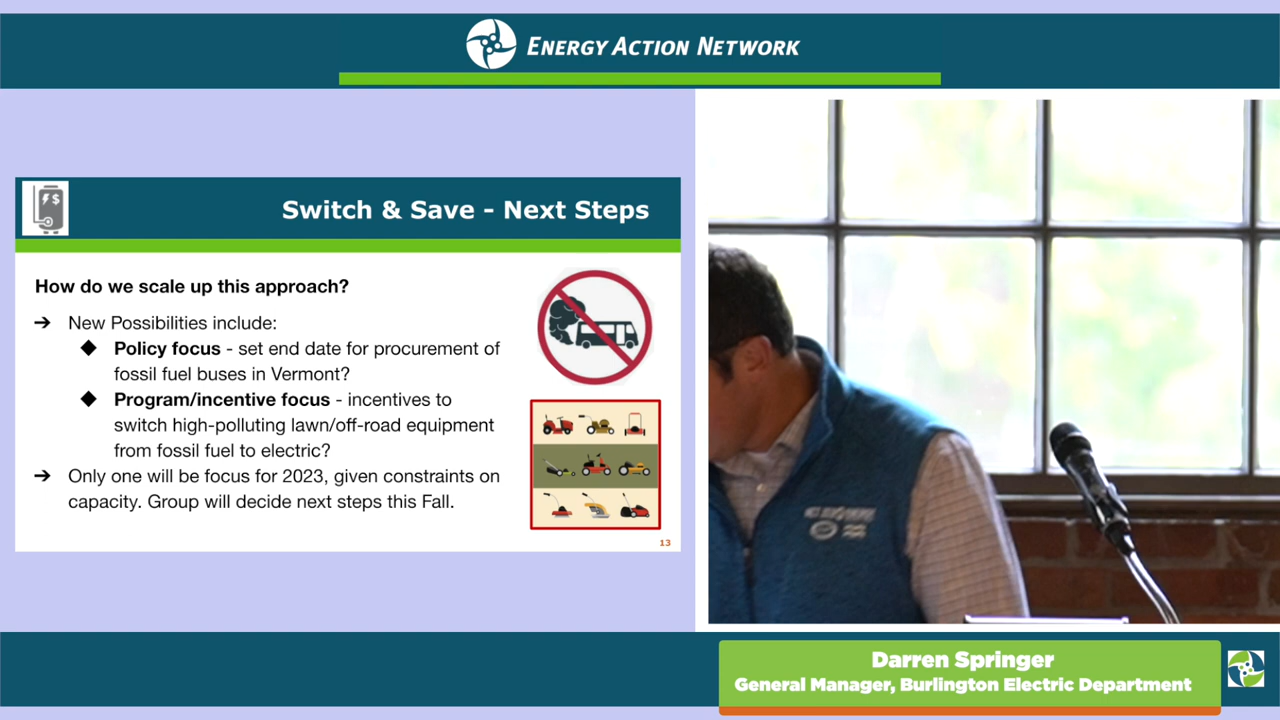 ENERGY ACTION NETWORK
Switch & Save - Next Steps
How do we scale up this approach?
➔ New Possibilities include:
◆ Policy focus - set end date for procurement of
fossil fuel buses in Vermont?
◆ Program/incentive focus - incentives to
switch high-polluting lawn/off-road equipment
from fossil fuel to electric?
➔ Only one will be focus for 2023, given constraints on
capacity. Group will decide next steps this Fall.
13
Darren Springer
General Manager, Burlington Electric Department